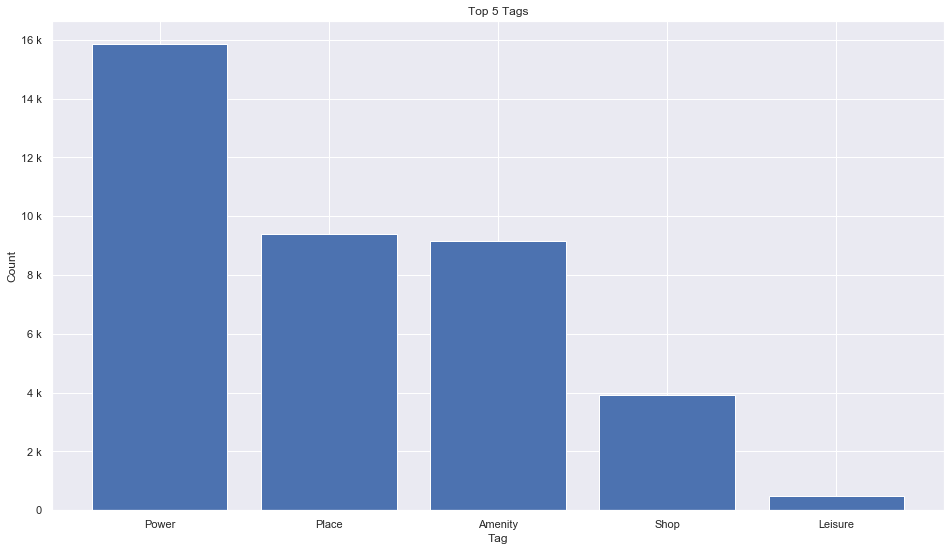 Top 5 Tags
16 k
14 k
12 k
10 k
8 k
6 k
4 k
2 k
0
Count
Power Place Amenity Shop Leisure
Tag